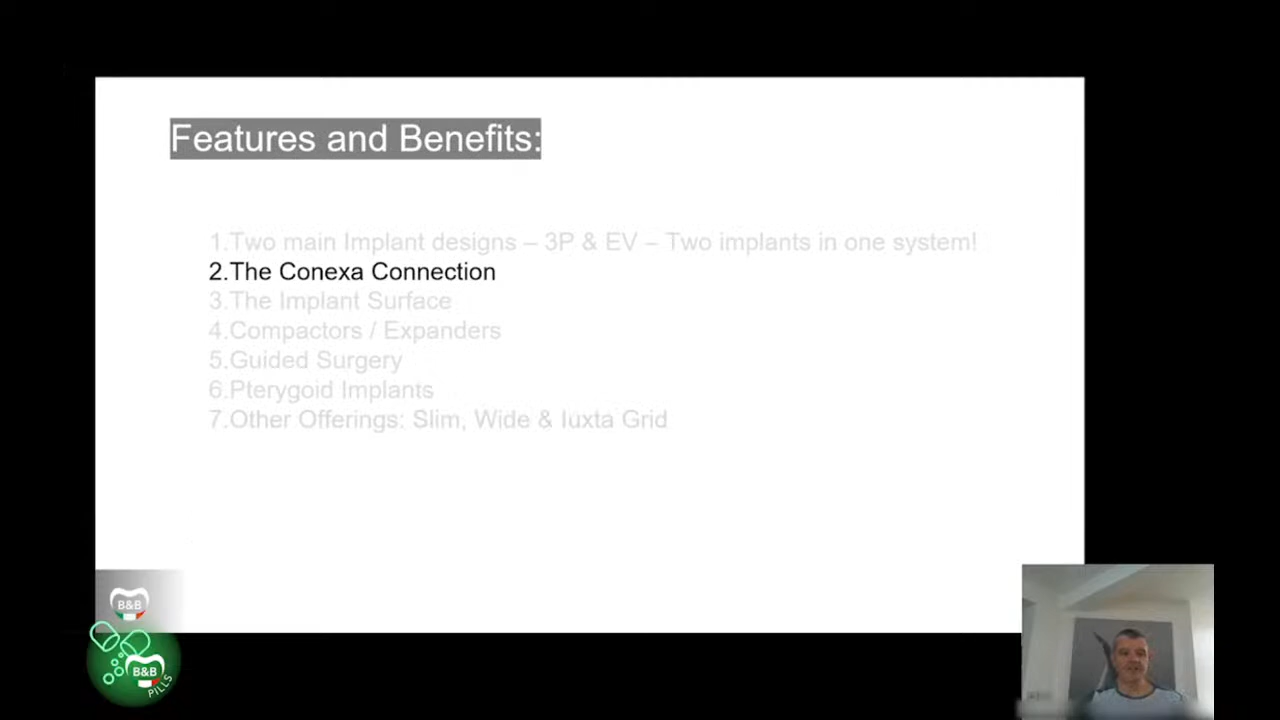 Features and Benefits:
1.Two main Implant designs – 3P & EV – Two implants in one system!
2.The Conexa Connection
3.The Implant Surface
4.Compactors / Expanders
5.Guided Surgery
6.Pterygoid Implants
7.Other Offerings: Slim, Wide & Iuxta Grid
B&B
B&B
PILLS